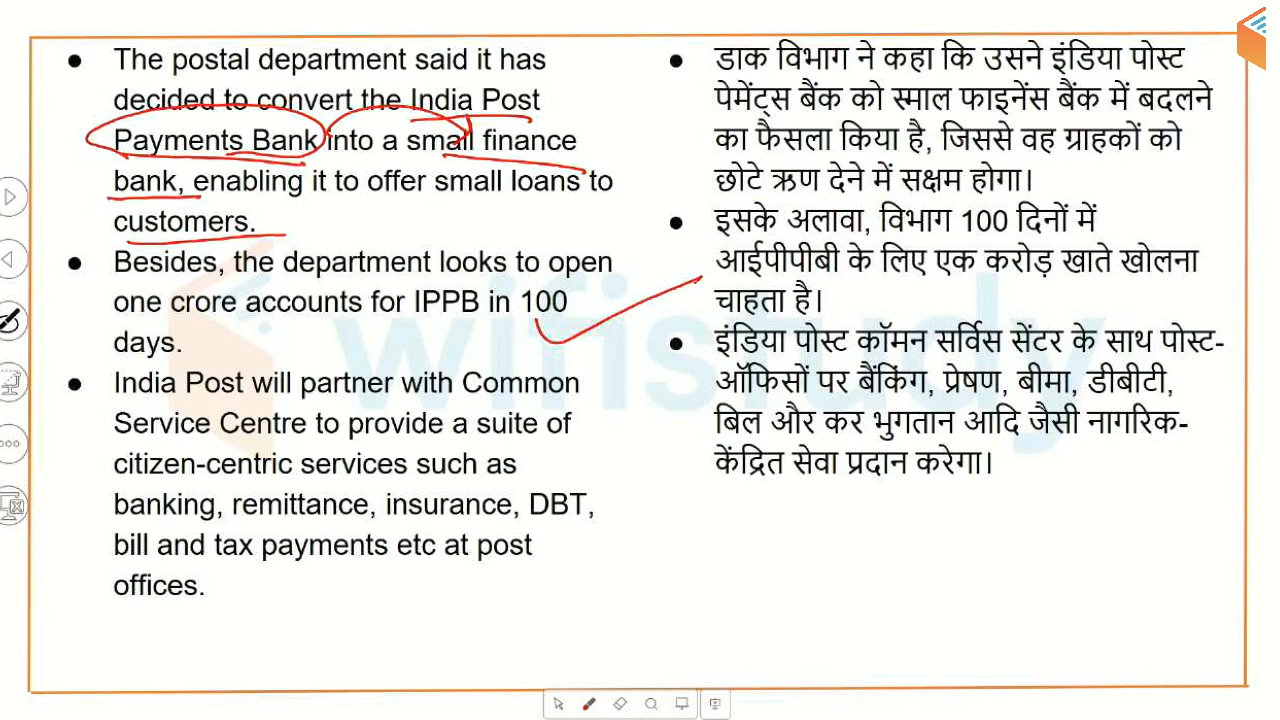 The postal department said it has
decided to convert the India Post
Payments Bank into a small finance
bank, enabling it to offer small loans to
customers.
Besides, the department looks to open
one crore accounts for IPPB in 100
days.
India Post will partner with Common
Service Centre to provide a suite of
citizen-centric services such as
banking, remittance, insurance, DBT,
bill and tax payments etc at post
offices.
डाक विभाग ने कहा कि उसने इंडिया पोस्ट
पेमेंट्स बैंक को स्माल फाइनेंस बैंक में बदलने
का फैसला किया है, जिससे वह ग्राहकों को
छोटे ऋण देने में सक्षम होगा।
इसके अलावा, विभाग 100 दिनों में
आईपीपीबी के लिए एक करोड़ खाते खोलना
चाहता है।
इंडिया पोस्ट कॉमन सर्विस सेंटर के साथ पोस्ट-
ऑफिसों पर बैंकिंग, प्रेषण, बीमा, डीबीटी,
बिल और कर भुगतान आदि जैसी नागरिक-
केंद्रित सेवा प्रदान करेगा।
wifistudy